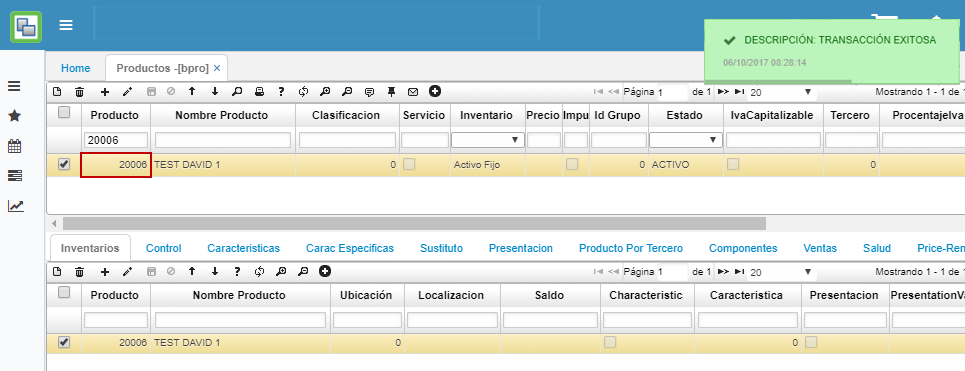 DESCRIPCIÓN: TRANSACCIÓN EXITOSA
06/10/2017 08:28:14
Home Productos -[bpro] ×
Página 1 de 1 20 Mostrando 1 - 1 de
Producto Nombre Producto Clasificacion Servicio Inventario Precio Impu Id Grupo Estado IvaCapitalizable Tercero ProcentajeIva
20006
20006 TEST DAVID 1 0 Activo Fijo 0 ACTIVO 0
Inventarios Control Caracteristicas Carac Especificas Sustituto Presentacion Producto Por Tercero Componentes Ventas Salud Price-Ren
Página 1 de 1 20 Mostrando 1 - 1 de
Producto Nombre Producto Ubicación Localizacion Saldo Characteristic Caracteristica Presentacion PresentationVa
20006 TEST DAVID 1 0 0